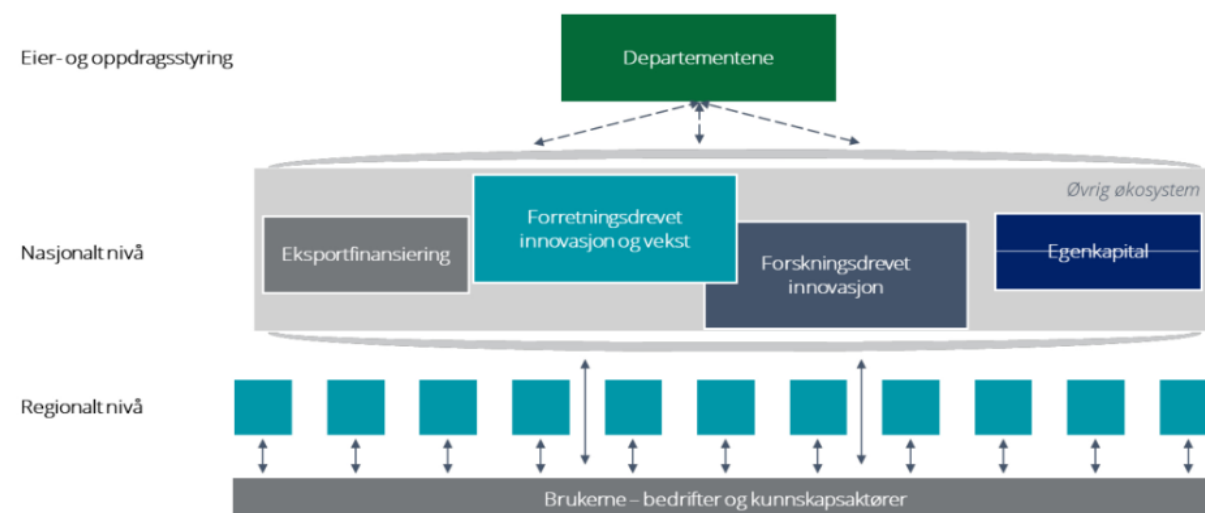 Eier- og oppdragsstyring
Departementene
Øvrig økosystem
Nasjonalt nivå
Eksportfinansiering
Forretningsdrevet
innovasjon og vekst
Forskningsdrevet
innovasjon
Egenkapital
Regionalt nivå
Brukerne – bedrifter og kunnskapsaktører